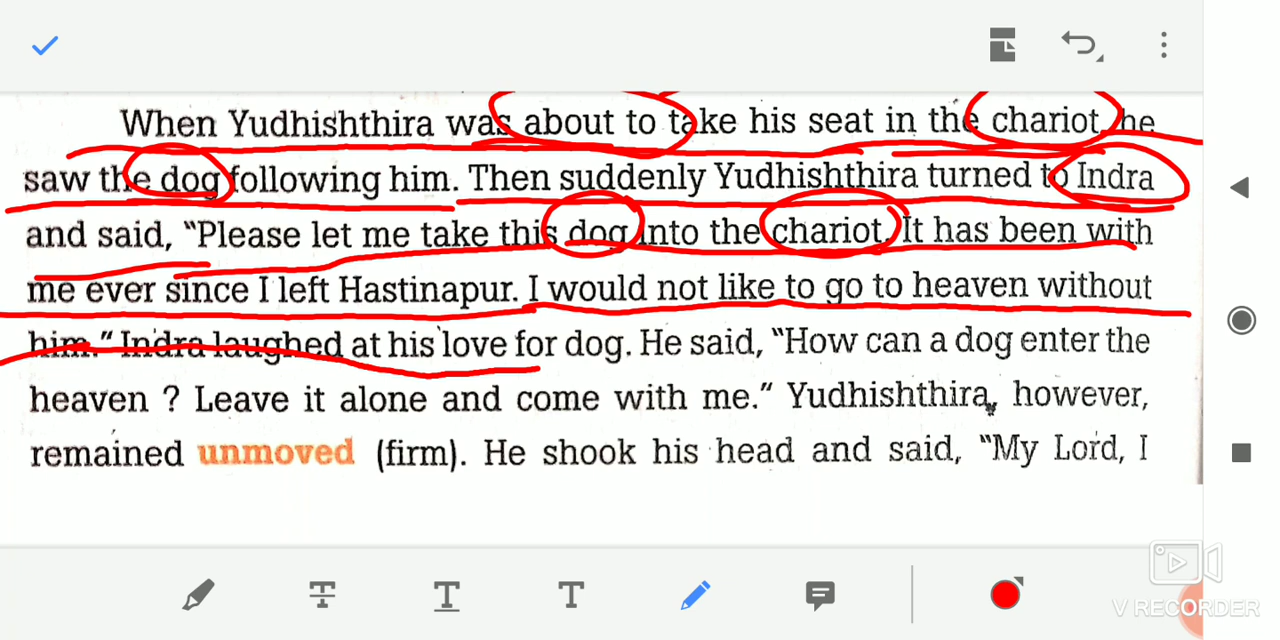 When Yudhishthira was about to take his seat in the chariot, he
saw the dog following him. Then suddenly Yudhishthira turned to Indra
and said, “Please let me take this dog into the chariot. It has been with
me ever since I left Hastinapur. I would not like to go to heaven without
him.” Indra laughed at his love for dog. He said, “How can a dog enter the
heaven ? Leave it alone and come with me.” Yudhishthira, however,
remained unmoved (firm). He shook his head and said, “My Lord, I
T T T
V RECORDER